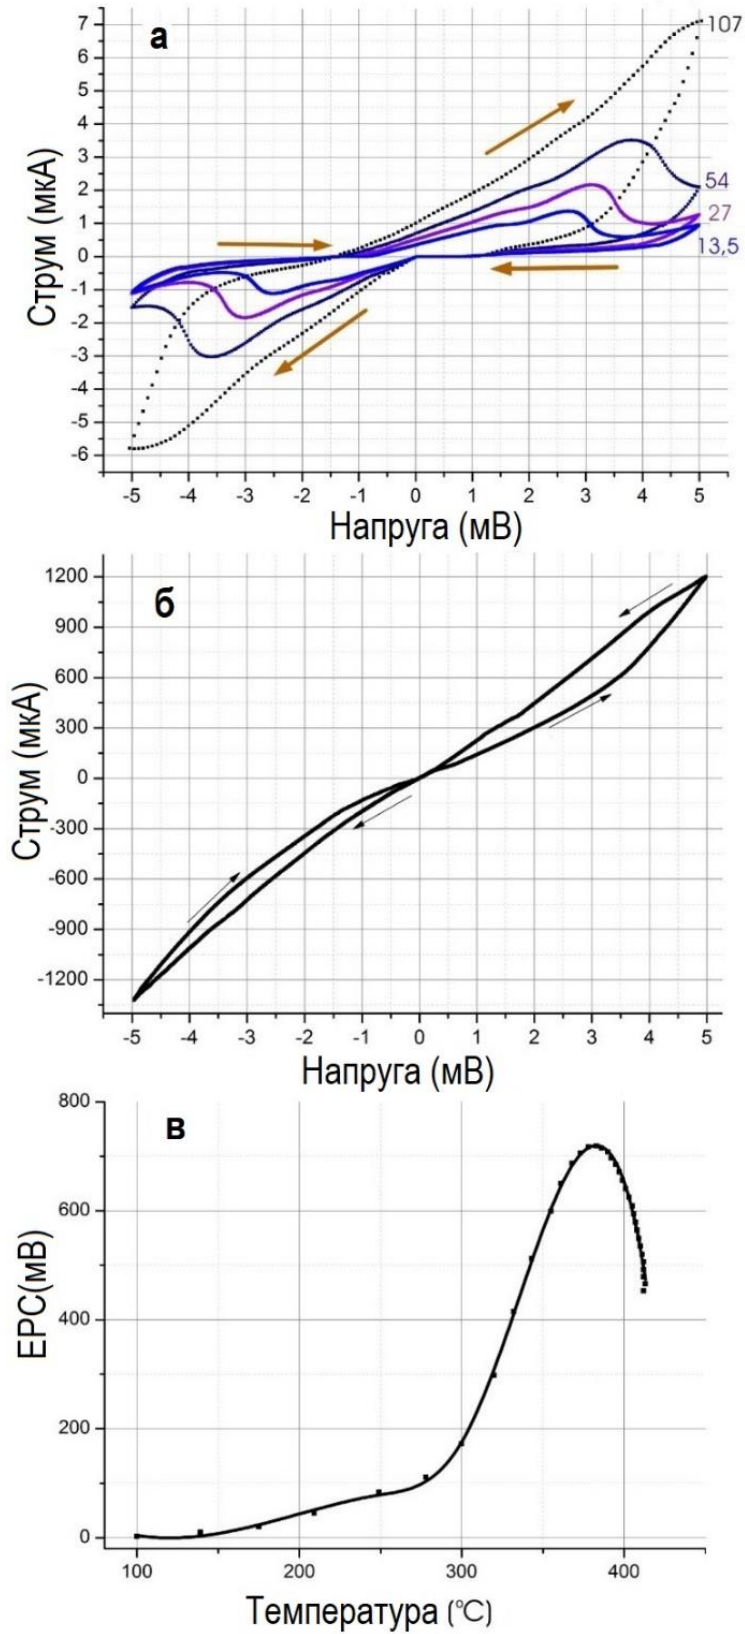 а
7
6
5
4
3
2
1
0
-1
-2
-3
-4
-5
-6
107
54
27
13,5
Струм (мкА)
-5 -4 -3 -2 -1 0 1 2 3 4 5
Напруга (мВ)
б
1200
900
600
300
0
-300
-600
-900
-1200
Струм (мкА)
-5 -4 -3 -2 -1 0 1 2 3 4 5
Напруга (мВ)
в
800
600
400
200
0
ЕРС(мВ)
100 200 300 400
Температура (°C)